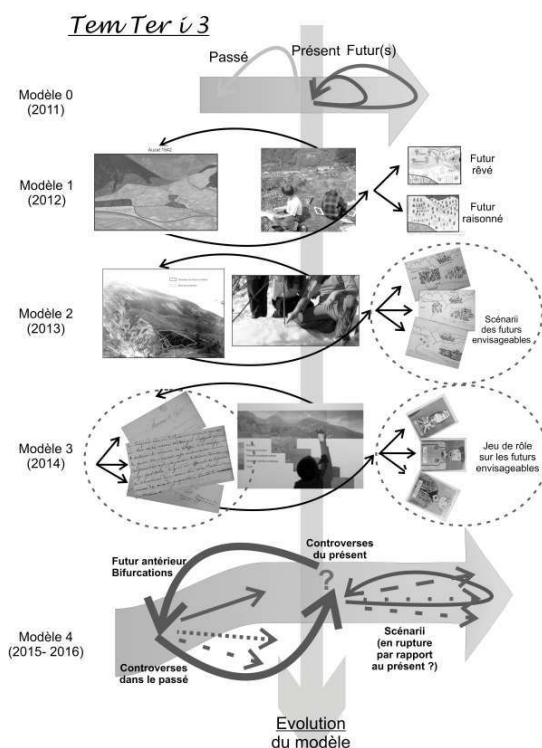 Tem Ter i 3
Passé
Présent Futur(s)
Modèle 0
(2011)
Modèle 1
(2012)
Futur
rêvé
Futur
raisonné
Modèle 2
(2013)
Scénarii
des futurs
envisageables
Modèle 3
(2014)
Jeu de rôle
sur les futurs
envisageables
Controverses
du présent
Futur antérieur
Bifurcations
?
Modèle 4
(2015- 2016)
Controverses
dans le passé
Scénarii
(en rupture
par rapport
au présent ?)
Evolution
du modèle